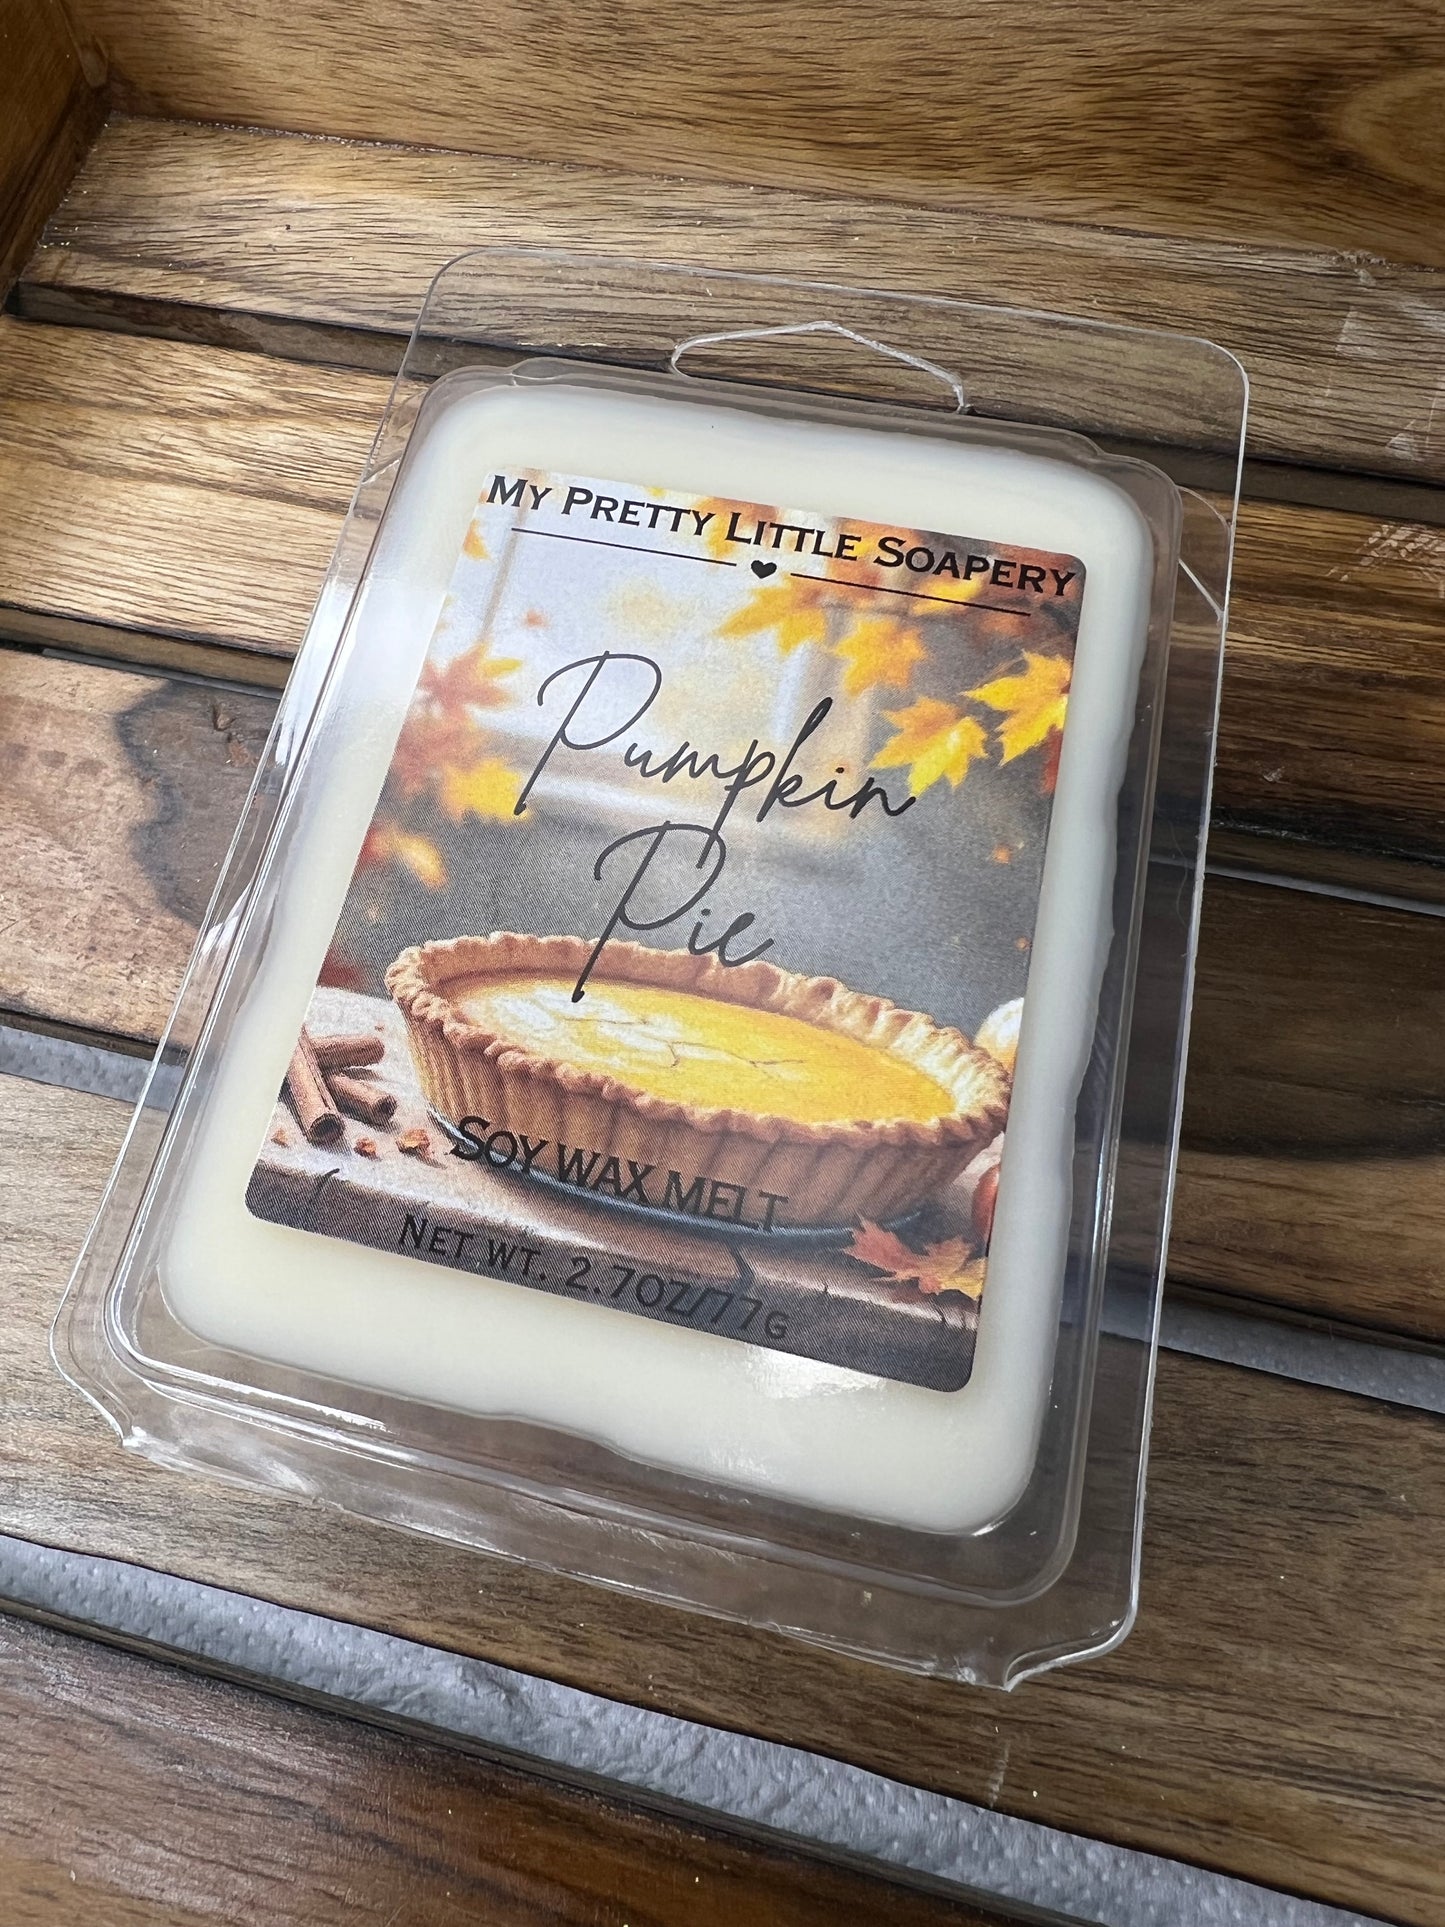 My Pretty Little Soapery
Pumpkin
Pie
Soy wax melt
Net wt. 2.7oz/77g